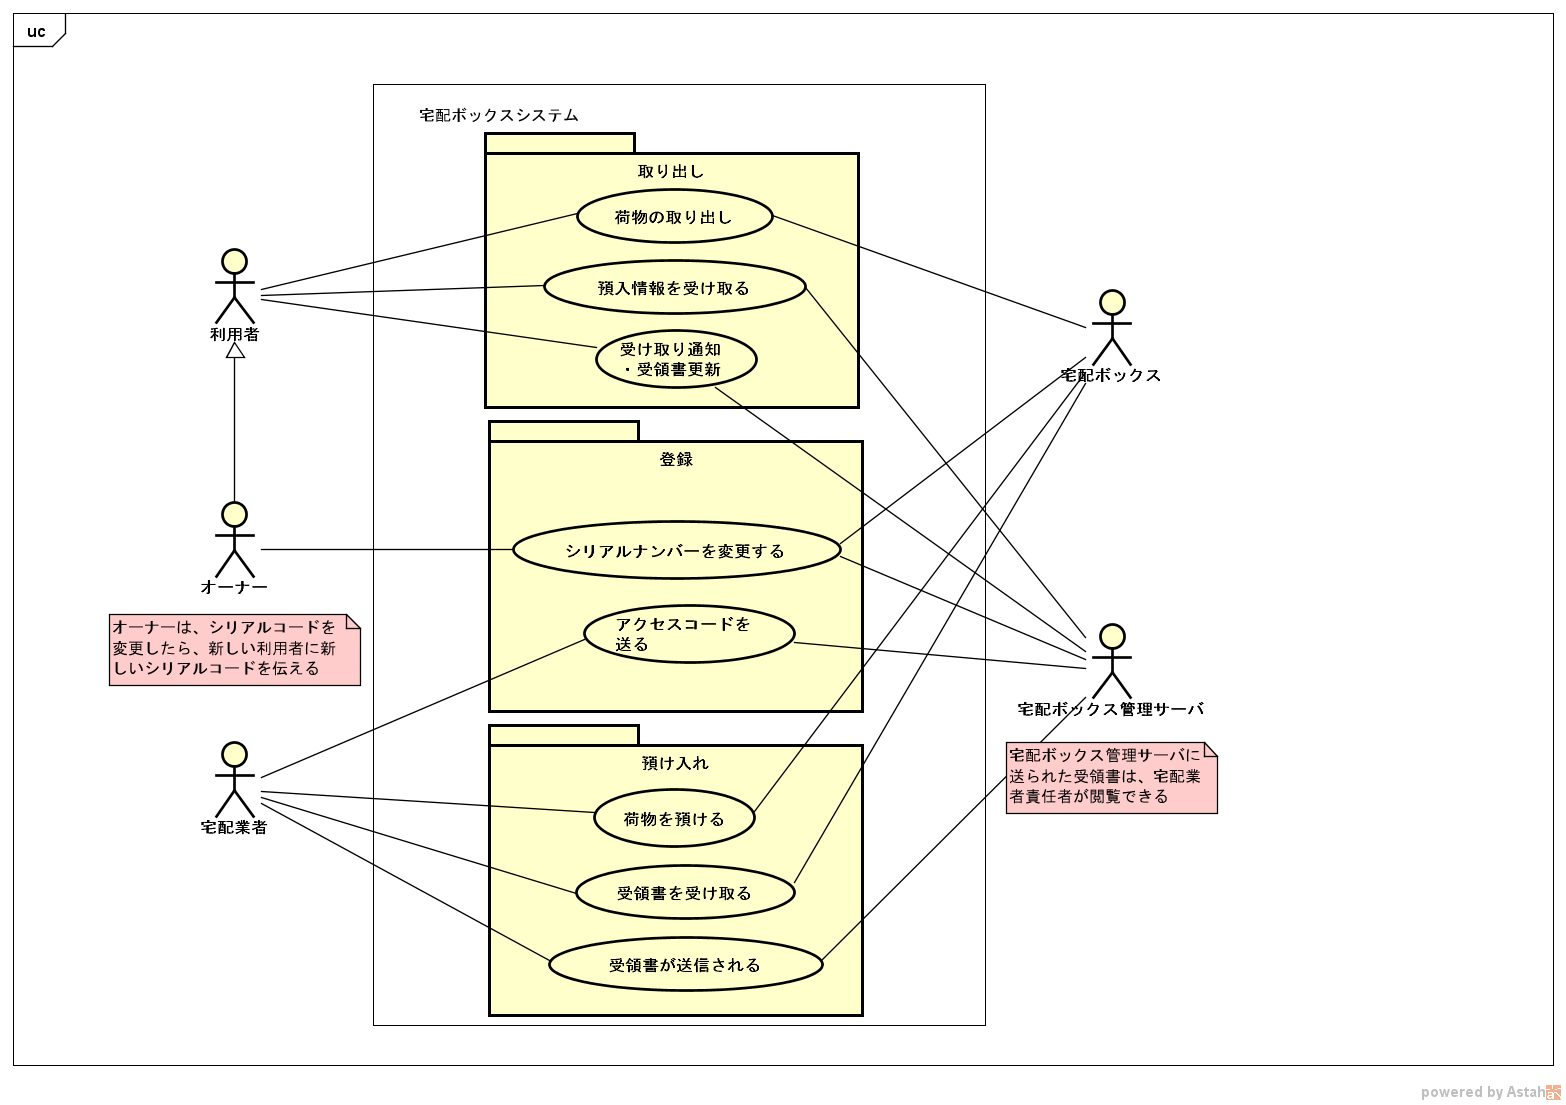 uc
宅配ボックスシステム
取り出し
荷物の取り出し
預入情報を受け取る
受け取り通知
・受領書更新
利用者
宅配ボックス
登録
シリアルナンバーを変更する
アクセスコードを
送る
オーナー
オーナーは、シリアルコードを
変更したら、新しい利用者に新
しいシリアルコードを伝える
宅配ボックス管理サーバ
宅配ボックス管理サーバに
送られた受領書は、宅配業
者責任者が閲覧できる
預け入れ
荷物を預ける
受領書を受け取る
受領書が送信される
宅配業者
powered by Astah